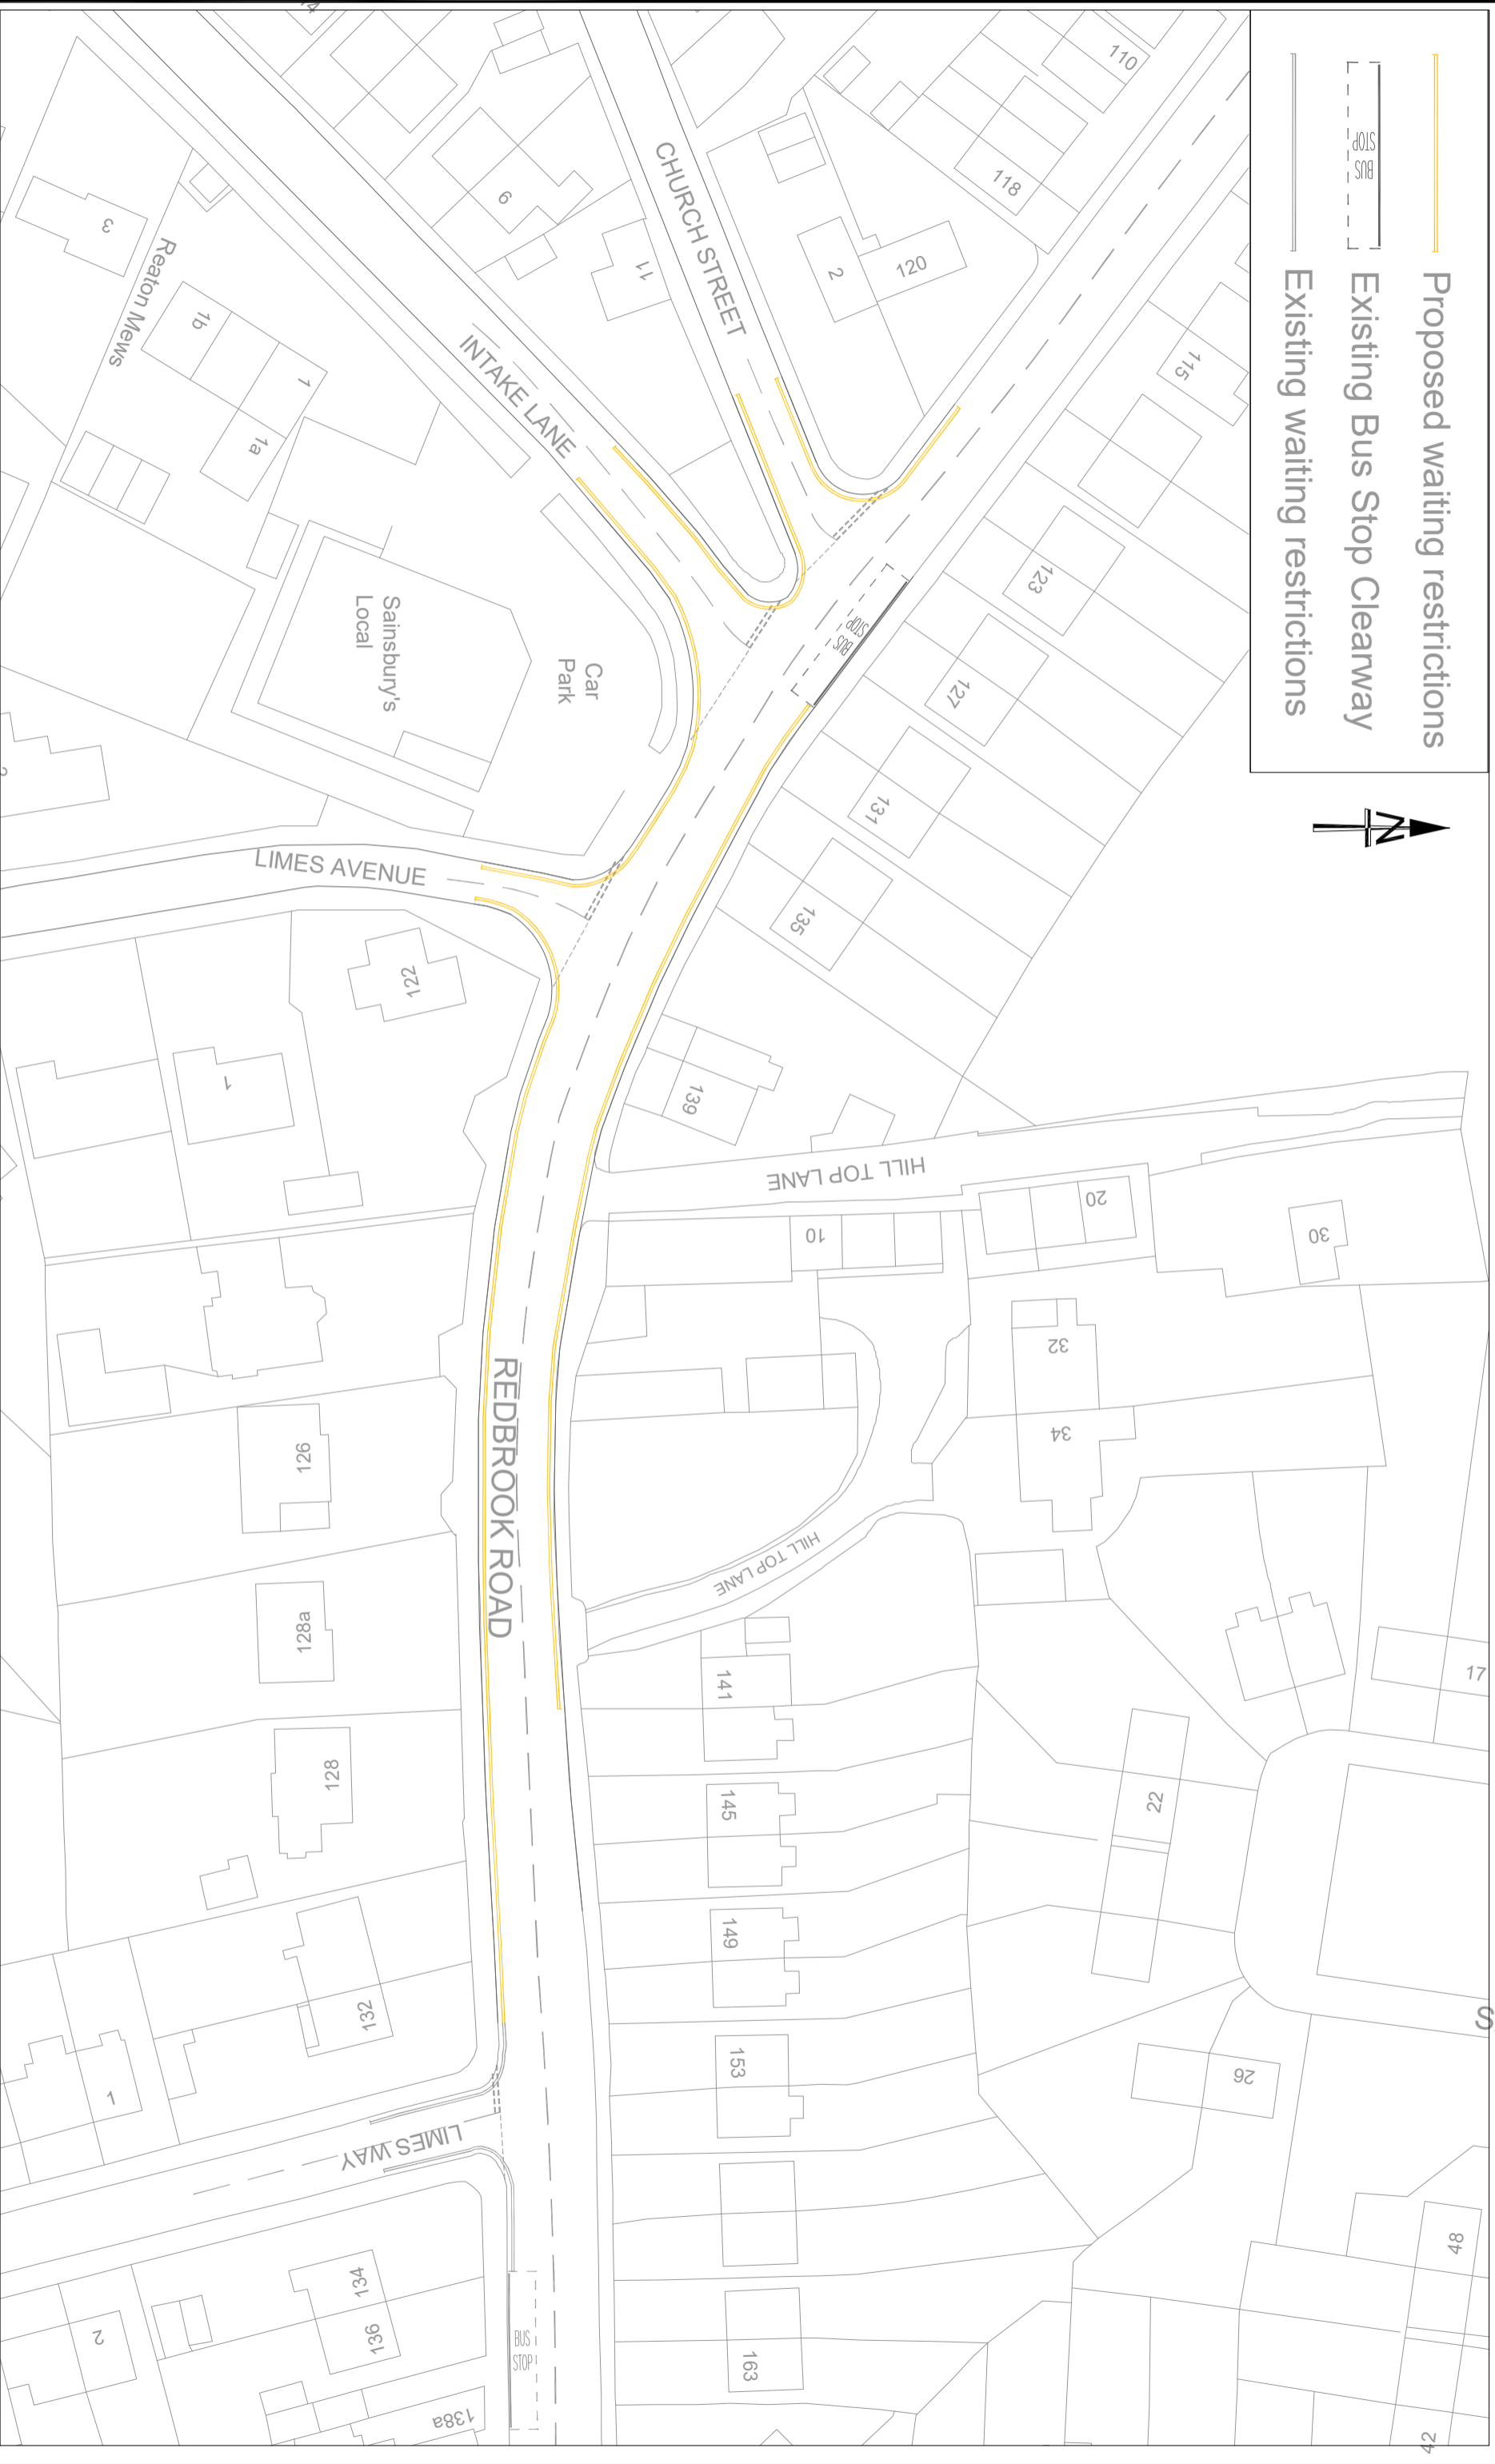 Proposed waiting restrictions
BUS
STOP
Existing Bus Stop Clearway
Existing waiting restrictions
N
14
110
118
120
2
CHURCH STREET
6
11
3
Reaton Mews
1b
1
1a
INTAKE LANE
Sainsbury's
Local
Car
Park
BUS
STOP
115
123
127
131
135
139
LIMES AVENUE
122
1
HILL TOP LANE
10
20
30
32
34
REDBROOK ROAD
126
128a
128
132
1
HILL TOP LANE
141
145
149
153
163
17
22
26
48
42
S
LIMES WAY
134
136
138a
2
BUS
STOP